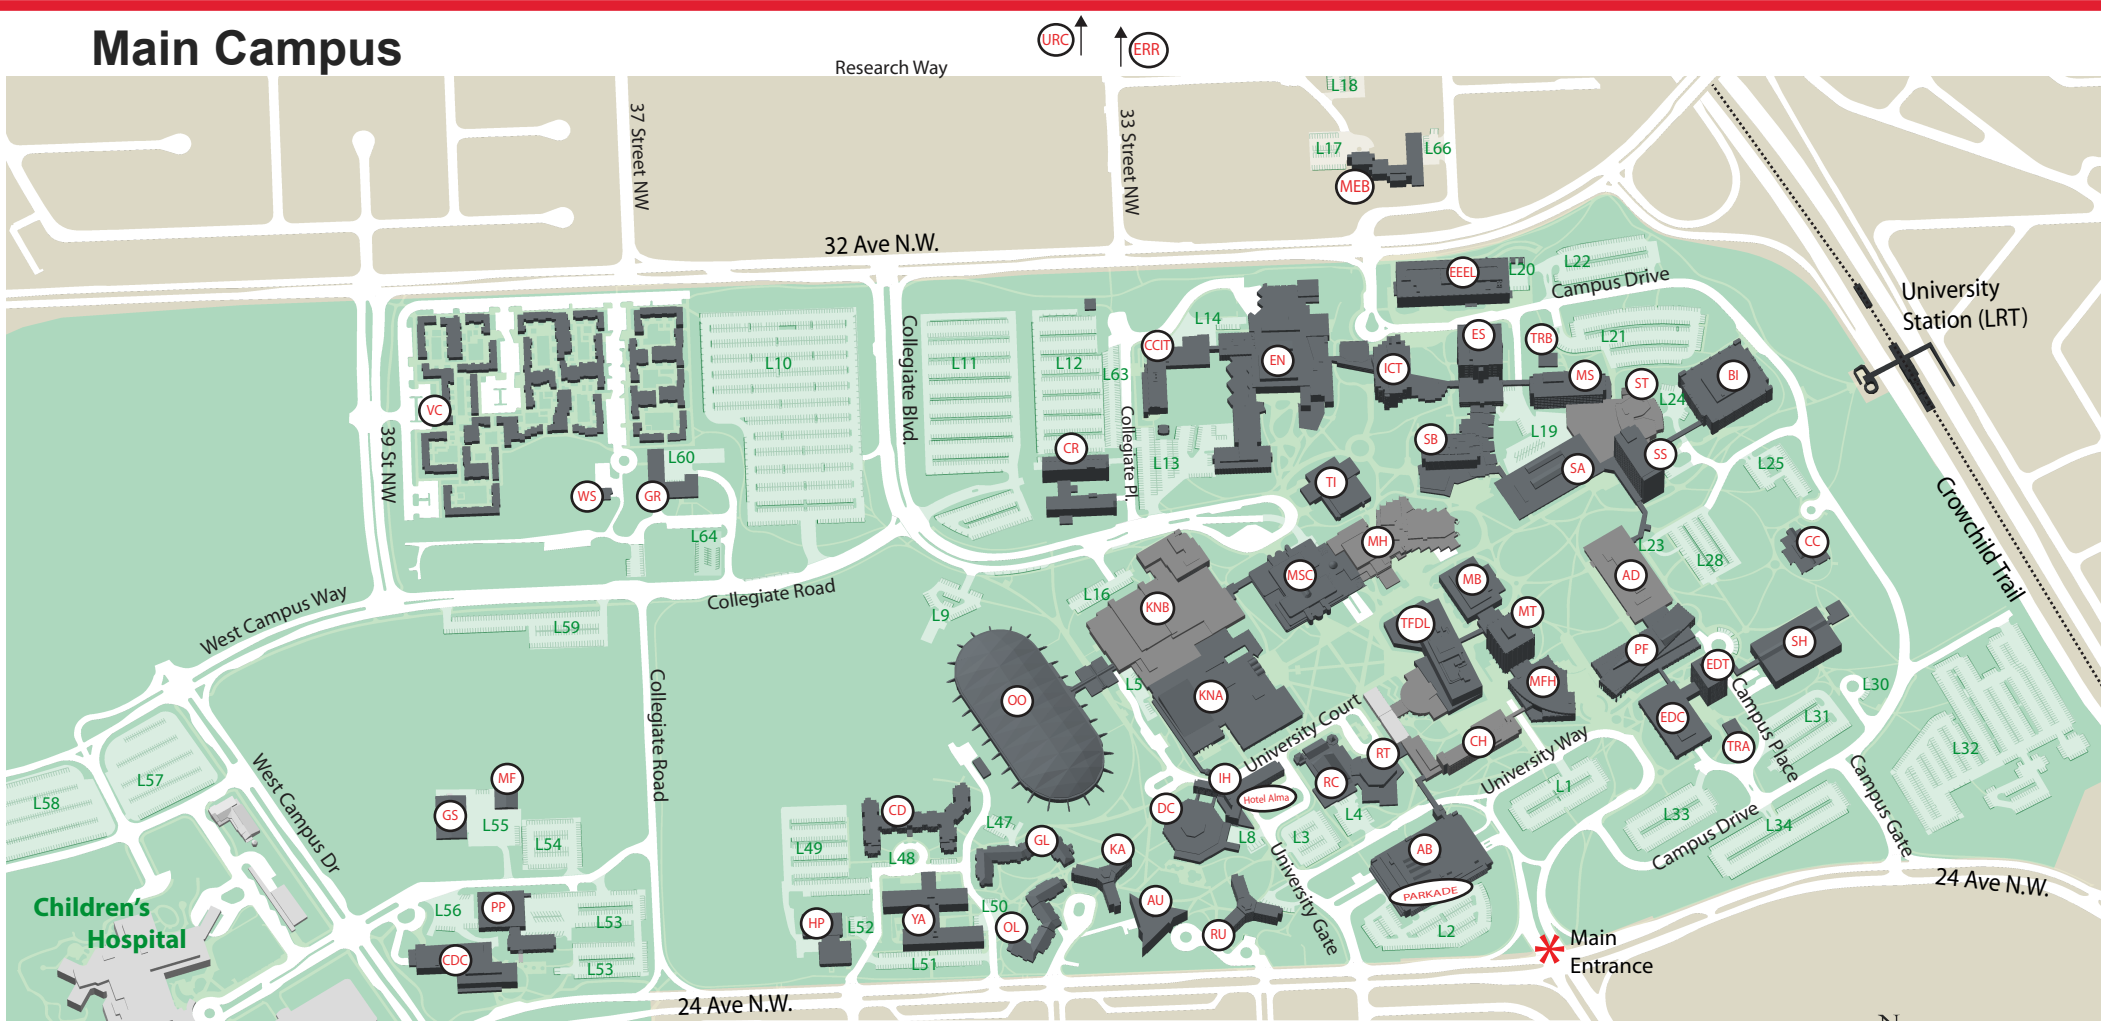 Main Campus
URC
ERR
Research Way
37 Street NW
33 Street NW
L18
L17
L66
MEB
32 Ave N.W.
EEEL
L20
L22
Campus Drive
University
Station (LRT)
L14
CCIT
EN
ICT
ES
TRB
L21
MS
ST
BI
L24
L10
Collegiate Blvd.
L11
L12
L63
Collegiate Pl.
VC
39 St NW
CR
L13
SB
L19
SA
SS
L25
L60
WS
GR
TI
Crowchild Trail
L64
MH
L23
L28
CC
MSC
MB
AD
Collegiate Road
West Campus Way
L59
L9
L16
KNB
TFDL
MT
PF
EDT
SH
L5
KNA
MFH
L30
OO
Collegiate Road
University Court
RT
CH
EDC
TRA
Campus Place
L31
L32
University Way
West Campus Dr
L57
L58
MF
GS
L55
L54
IH
Hotel Alma
RC
L1
Campus Gate
CD
L47
DC
L8
L3
L4
L33
Campus Drive
L34
L49
L48
GL
KA
AB
PARKADE
University Gate
24 Ave N.W.
Children's
Hospital
L56
PP
L53
HP
L52
YA
L50
OL
AU
RU
L2
Main
Entrance
CDC
L53
L51
24 Ave N.W.
N